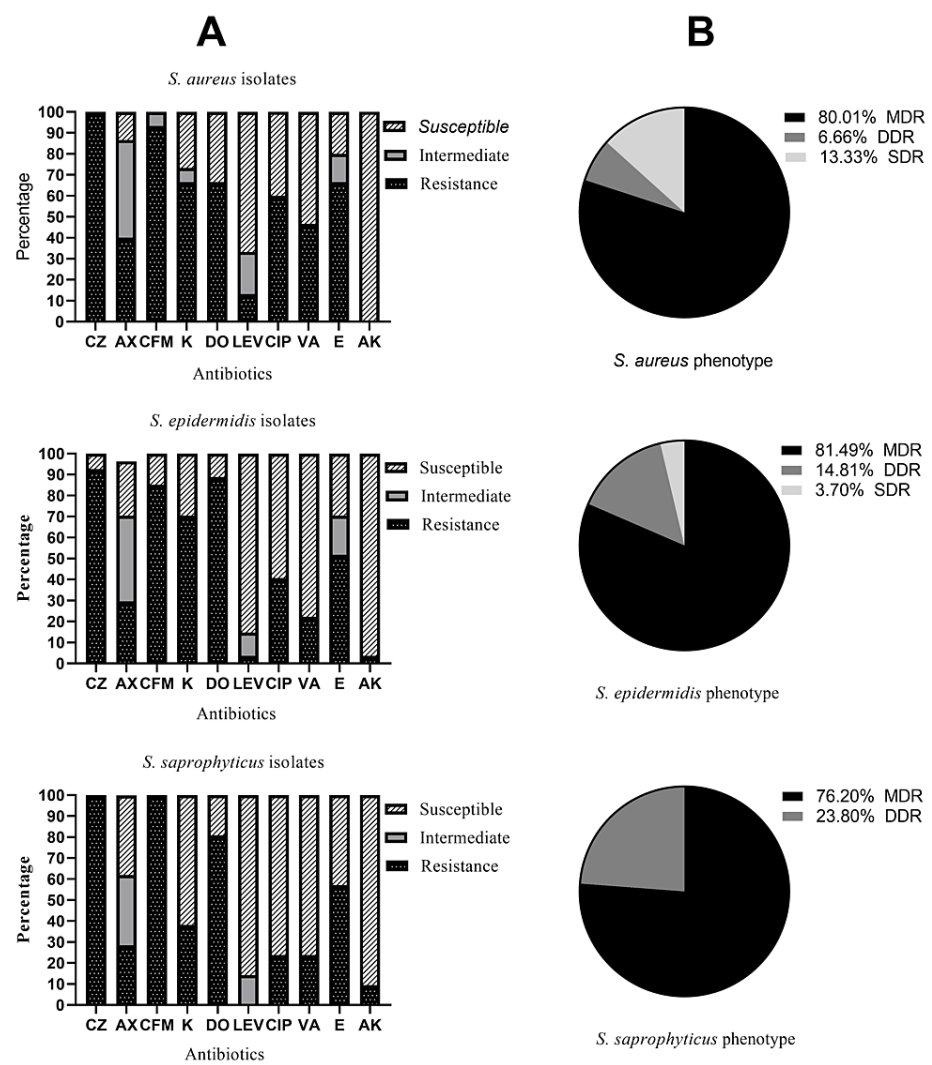 A
B
S. aureus isolates
100
90
80
70
60
50
40
30
20
10
0
Percentage
CZ AX CFM K DO LEV CIP VA E AK
Antibiotics
Susceptible
Intermediate
Resistance
80.01% MDR
6.66% DDR
13.33% SDR
S. aureus phenotype
S. epidermidis isolates
100
90
80
70
60
50
40
30
20
10
0
Percentage
CZ AX CFM K DO LEV CIP VA E AK
Antibiotics
Susceptible
Intermediate
Resistance
81.49% MDR
14.81% DDR
3.70% SDR
S. epidermidis phenotype
S. saprophyticus isolates
100
90
80
70
60
50
40
30
20
10
0
Percentage
CZ AX CFM K DO LEV CIP VA E AK
Antibiotics
Susceptible
Intermediate
Resistance
76.20% MDR
23.80% DDR
S. saprophyticus phenotype